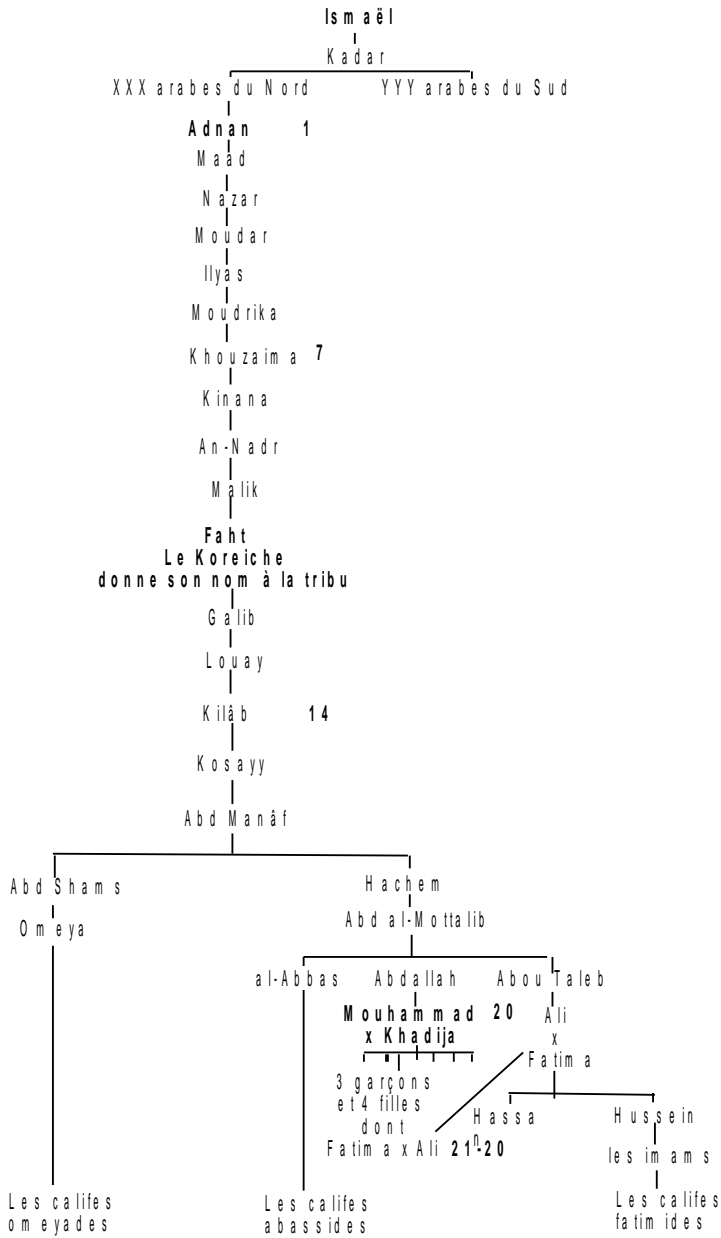 Ismaël
Kadar
XXX arabes du Nord YYY arabes du Sud
Adnan 1
Maad
Nazar
Moudar
Ilyas
Moudrika
Khouzaima 7
Kinana
An-Nadr
Malik
Faht
Le Koreiche
donne son nom à la tribu
Galib
Louay
Kilâb 14
Kosayy
Abd Manâf
Abd Shams Hachem
Omeya Abd al-Mottalib
al-Abbas Abdallah Abou Taleb
Mouhammad 20 Ali
x Khadija x
Fatima
3 garçons
et 4 filles
dont
Fatima x Ali 21-20
Hassa
n
Hussein
les imams
Les califes
omeyades
Les califes
abassides
Les califes
fatimides